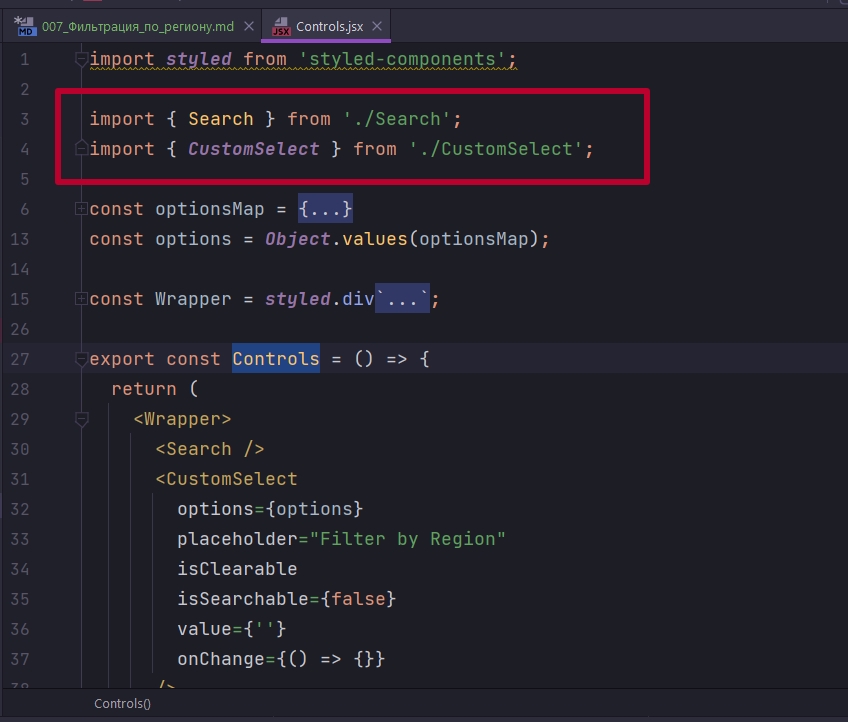 007_Фильтрация_по_региону.md
Controls.jsx
1 import styled from 'styled-components';
2
3 import { Search } from './Search';
4 import { CustomSelect } from './CustomSelect';
5
6 const optionsMap = {...}
13 const options = Object.values(optionsMap);
14
15 const Wrapper = styled.div`...`;
26
27 export const Controls = () => {
28 return (
29 <Wrapper>
30 <Search />
31 <CustomSelect
32 options={options}
33 placeholder="Filter by Region"
34 isClearable
35 isSearchable={false}
36 value={''}
37 onChange={() => {}}
38 />
Controls()